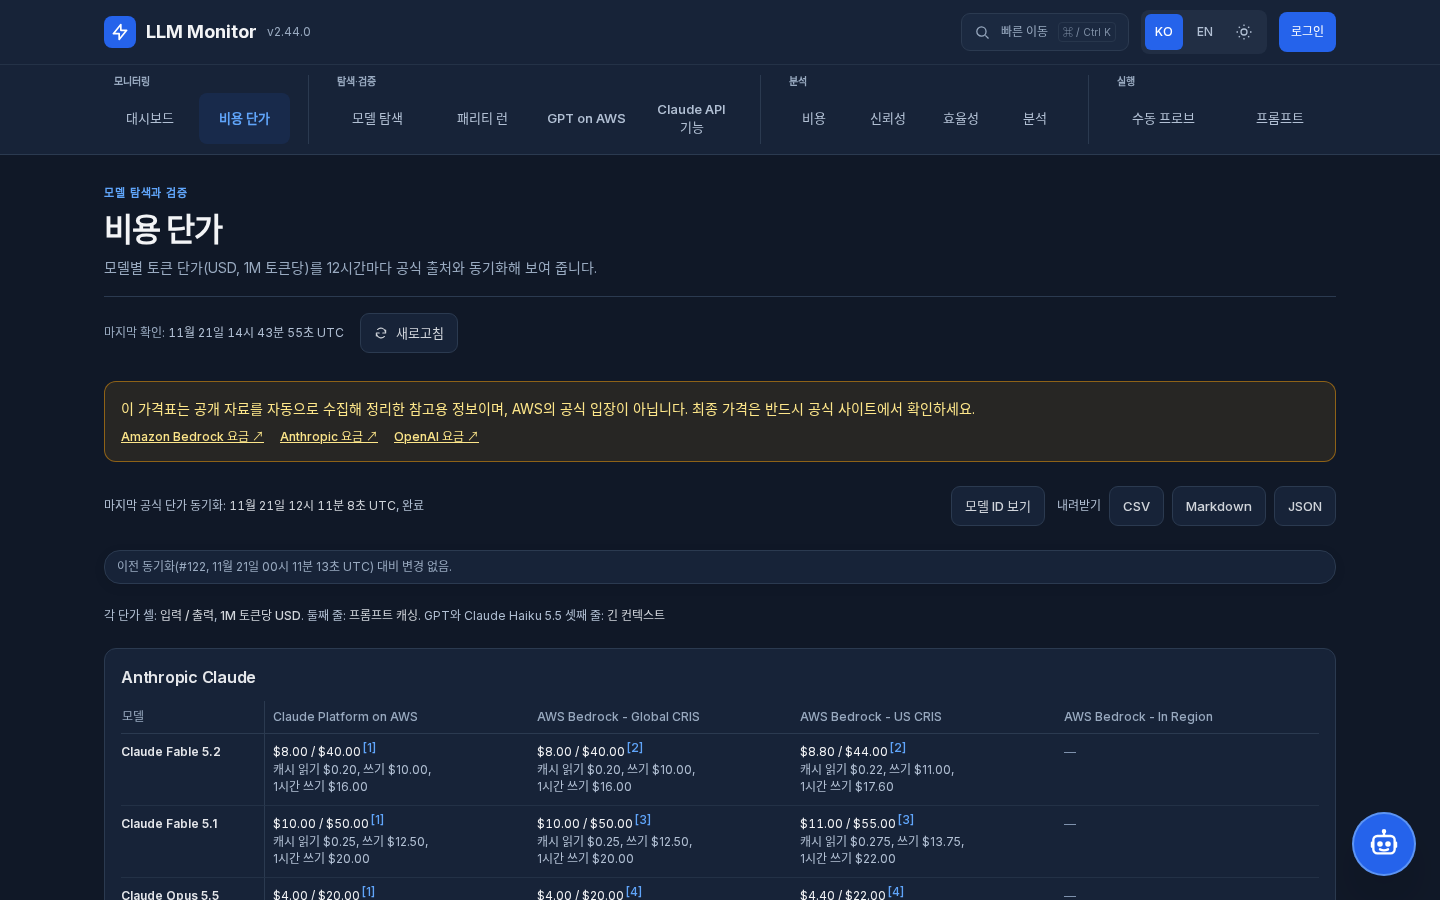 LLM Monitor v2.44.0
빠른 이동 ⌘ / Ctrl K
KO EN
로그인
모니터링
대시보드 비용 단가
탐색·검증
모델 탐색 패리티 런 GPT on AWS Claude API
기능
분석
비용 신뢰성 효율성 분석
실행
수동 프로브 프롬프트
모델 탐색과 검증
비용 단가
모델별 토큰 단가(USD, 1M 토큰당)를 12시간마다 공식 출처와 동기화해 보여 줍니다.
마지막 확인: 11월 21일 14시 43분 55초 UTC 새로고침
이 가격표는 공개 자료를 자동으로 수집해 정리한 참고용 정보이며, AWS의 공식 입장이 아닙니다. 최종 가격은 반드시 공식 사이트에서 확인하세요.
Amazon Bedrock 요금 ↗ Anthropic 요금 ↗ OpenAI 요금 ↗
마지막 공식 단가 동기화: 11월 21일 12시 11분 8초 UTC, 완료 모델 ID 보기 내려받기 CSV Markdown JSON
이전 동기화(#122, 11월 21일 00시 11분 13초 UTC) 대비 변경 없음.
각 단가 셀: 입력 / 출력, 1M 토큰당 USD. 둘째 줄: 프롬프트 캐싱. GPT와 Claude Haiku 5.5 셋째 줄: 긴 컨텍스트
Anthropic Claude
모델 Claude Platform on AWS AWS Bedrock - Global CRIS AWS Bedrock - US CRIS AWS Bedrock - In Region
Claude Fable 5.2 $8.00 / $40.00 [1] $8.00 / $40.00 [2] $8.80 / $44.00 [2] —
캐시 읽기 $0.20, 쓰기 $10.00, 캐시 읽기 $0.20, 쓰기 $10.00, 캐시 읽기 $0.22, 쓰기 $11.00,
1시간 쓰기 $16.00 1시간 쓰기 $16.00 1시간 쓰기 $17.60
Claude Fable 5.1 $10.00 / $50.00 [1] $10.00 / $50.00 [3] $11.00 / $55.00 [3] —
캐시 읽기 $0.25, 쓰기 $12.50, 캐시 읽기 $0.25, 쓰기 $12.50, 캐시 읽기 $0.275, 쓰기 $13.75,
1시간 쓰기 $20.00 1시간 쓰기 $20.00 1시간 쓰기 $22.00
Claude Opus 5.5 $4.00 / $20.00 [1] $4.00 / $20.00 [4] $4.40 / $22.00 [4] —